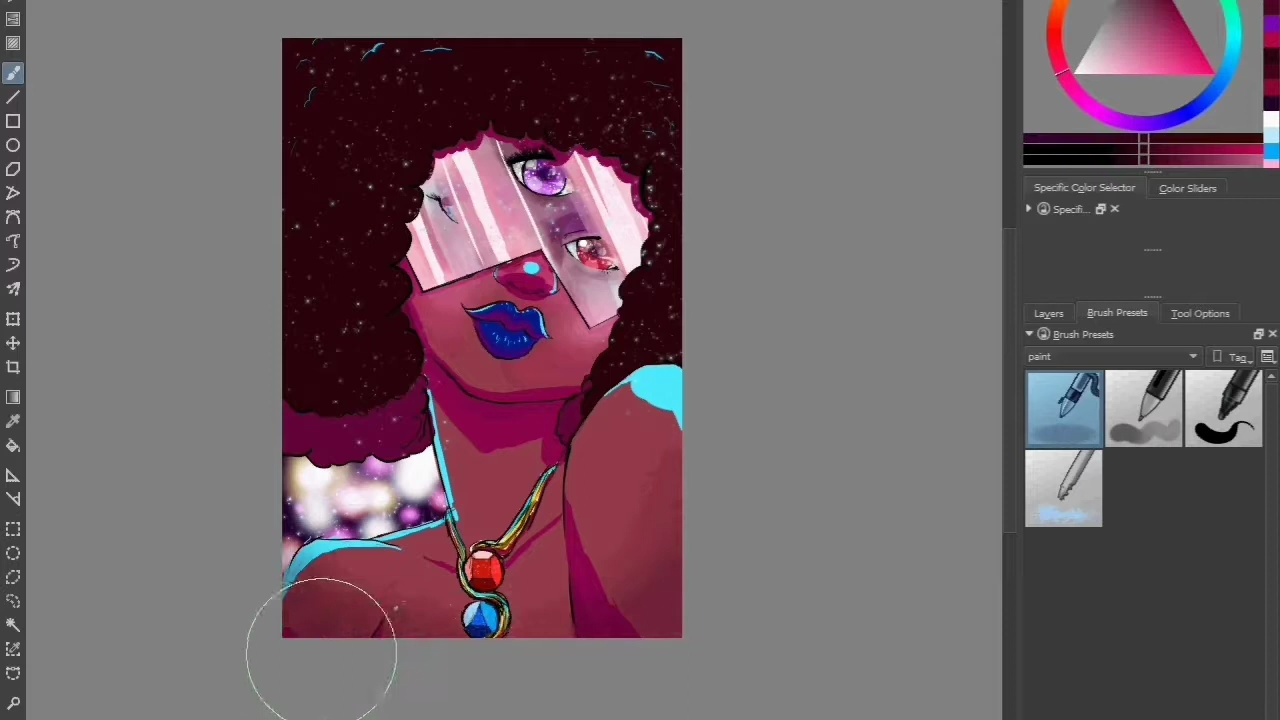 Specific Color Selector
Color Sliders
Specifi...
Layers
Brush Presets
Tool Options
Brush Presets
paint
Tag